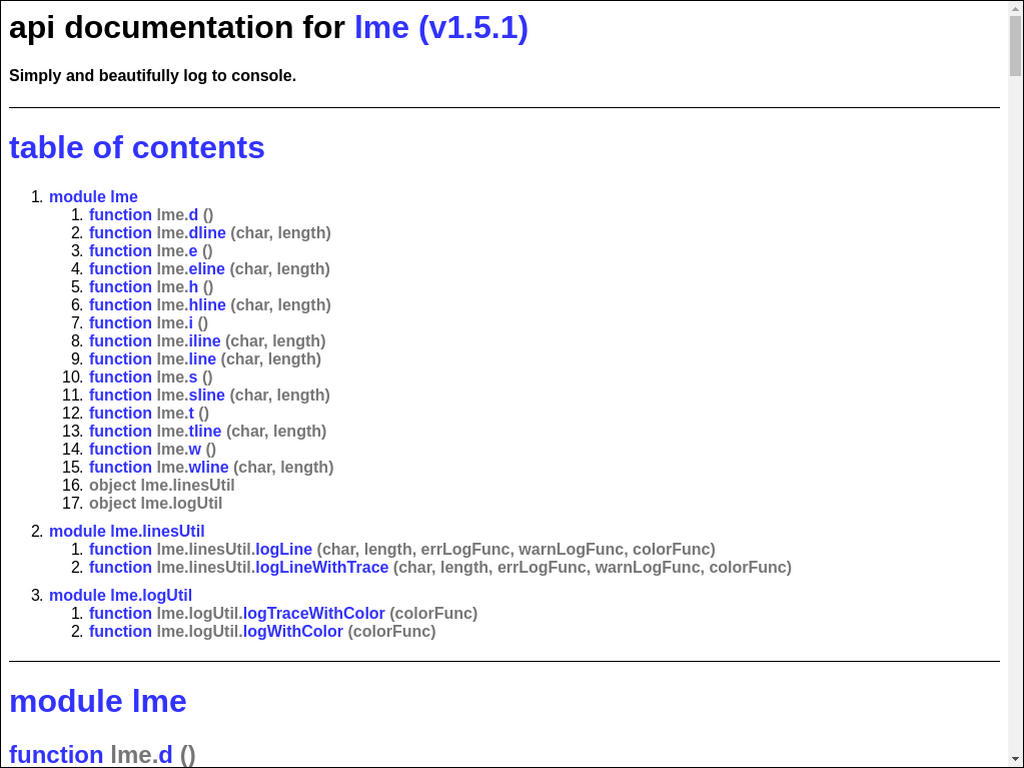 api documentation for lme (v1.5.1)
Simply and beautifully log to console.
table of contents
1. module lme
1. function lme.d ()
2. function lme.dline (char, length)
3. function lme.e ()
4. function lme.eline (char, length)
5. function lme.h ()
6. function lme.hline (char, length)
7. function lme.i ()
8. function lme.iline (char, length)
9. function lme.line (char, length)
10. function lme.s ()
11. function lme.sline (char, length)
12. function lme.t ()
13. function lme.tline (char, length)
14. function lme.w ()
15. function lme.wline (char, length)
16. object lme.linesUtil
17. object lme.logUtil
2. module lme.linesUtil
1. function lme.linesUtil.logLine (char, length, errLogFunc, warnLogFunc, colorFunc)
2. function lme.linesUtil.logLineWithTrace (char, length, errLogFunc, warnLogFunc, colorFunc)
3. module lme.logUtil
1. function lme.logUtil.logTraceWithColor (colorFunc)
2. function lme.logUtil.logWithColor (colorFunc)
module lme
function lme.d ()